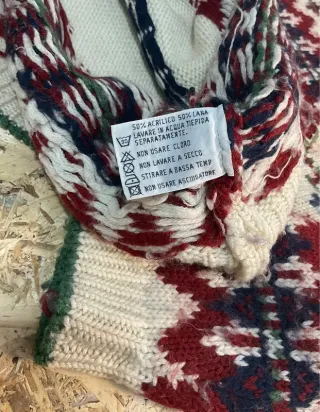 50% ACRILICO 50% LANA
LAVARE IN ACQUA TIEPIDA
SEPARATAMENTE.
NON USARE CLORO
NON LAVARE A SECCO
STIRARE A BASSA TEMP
NON USARE ASCIUGATORE